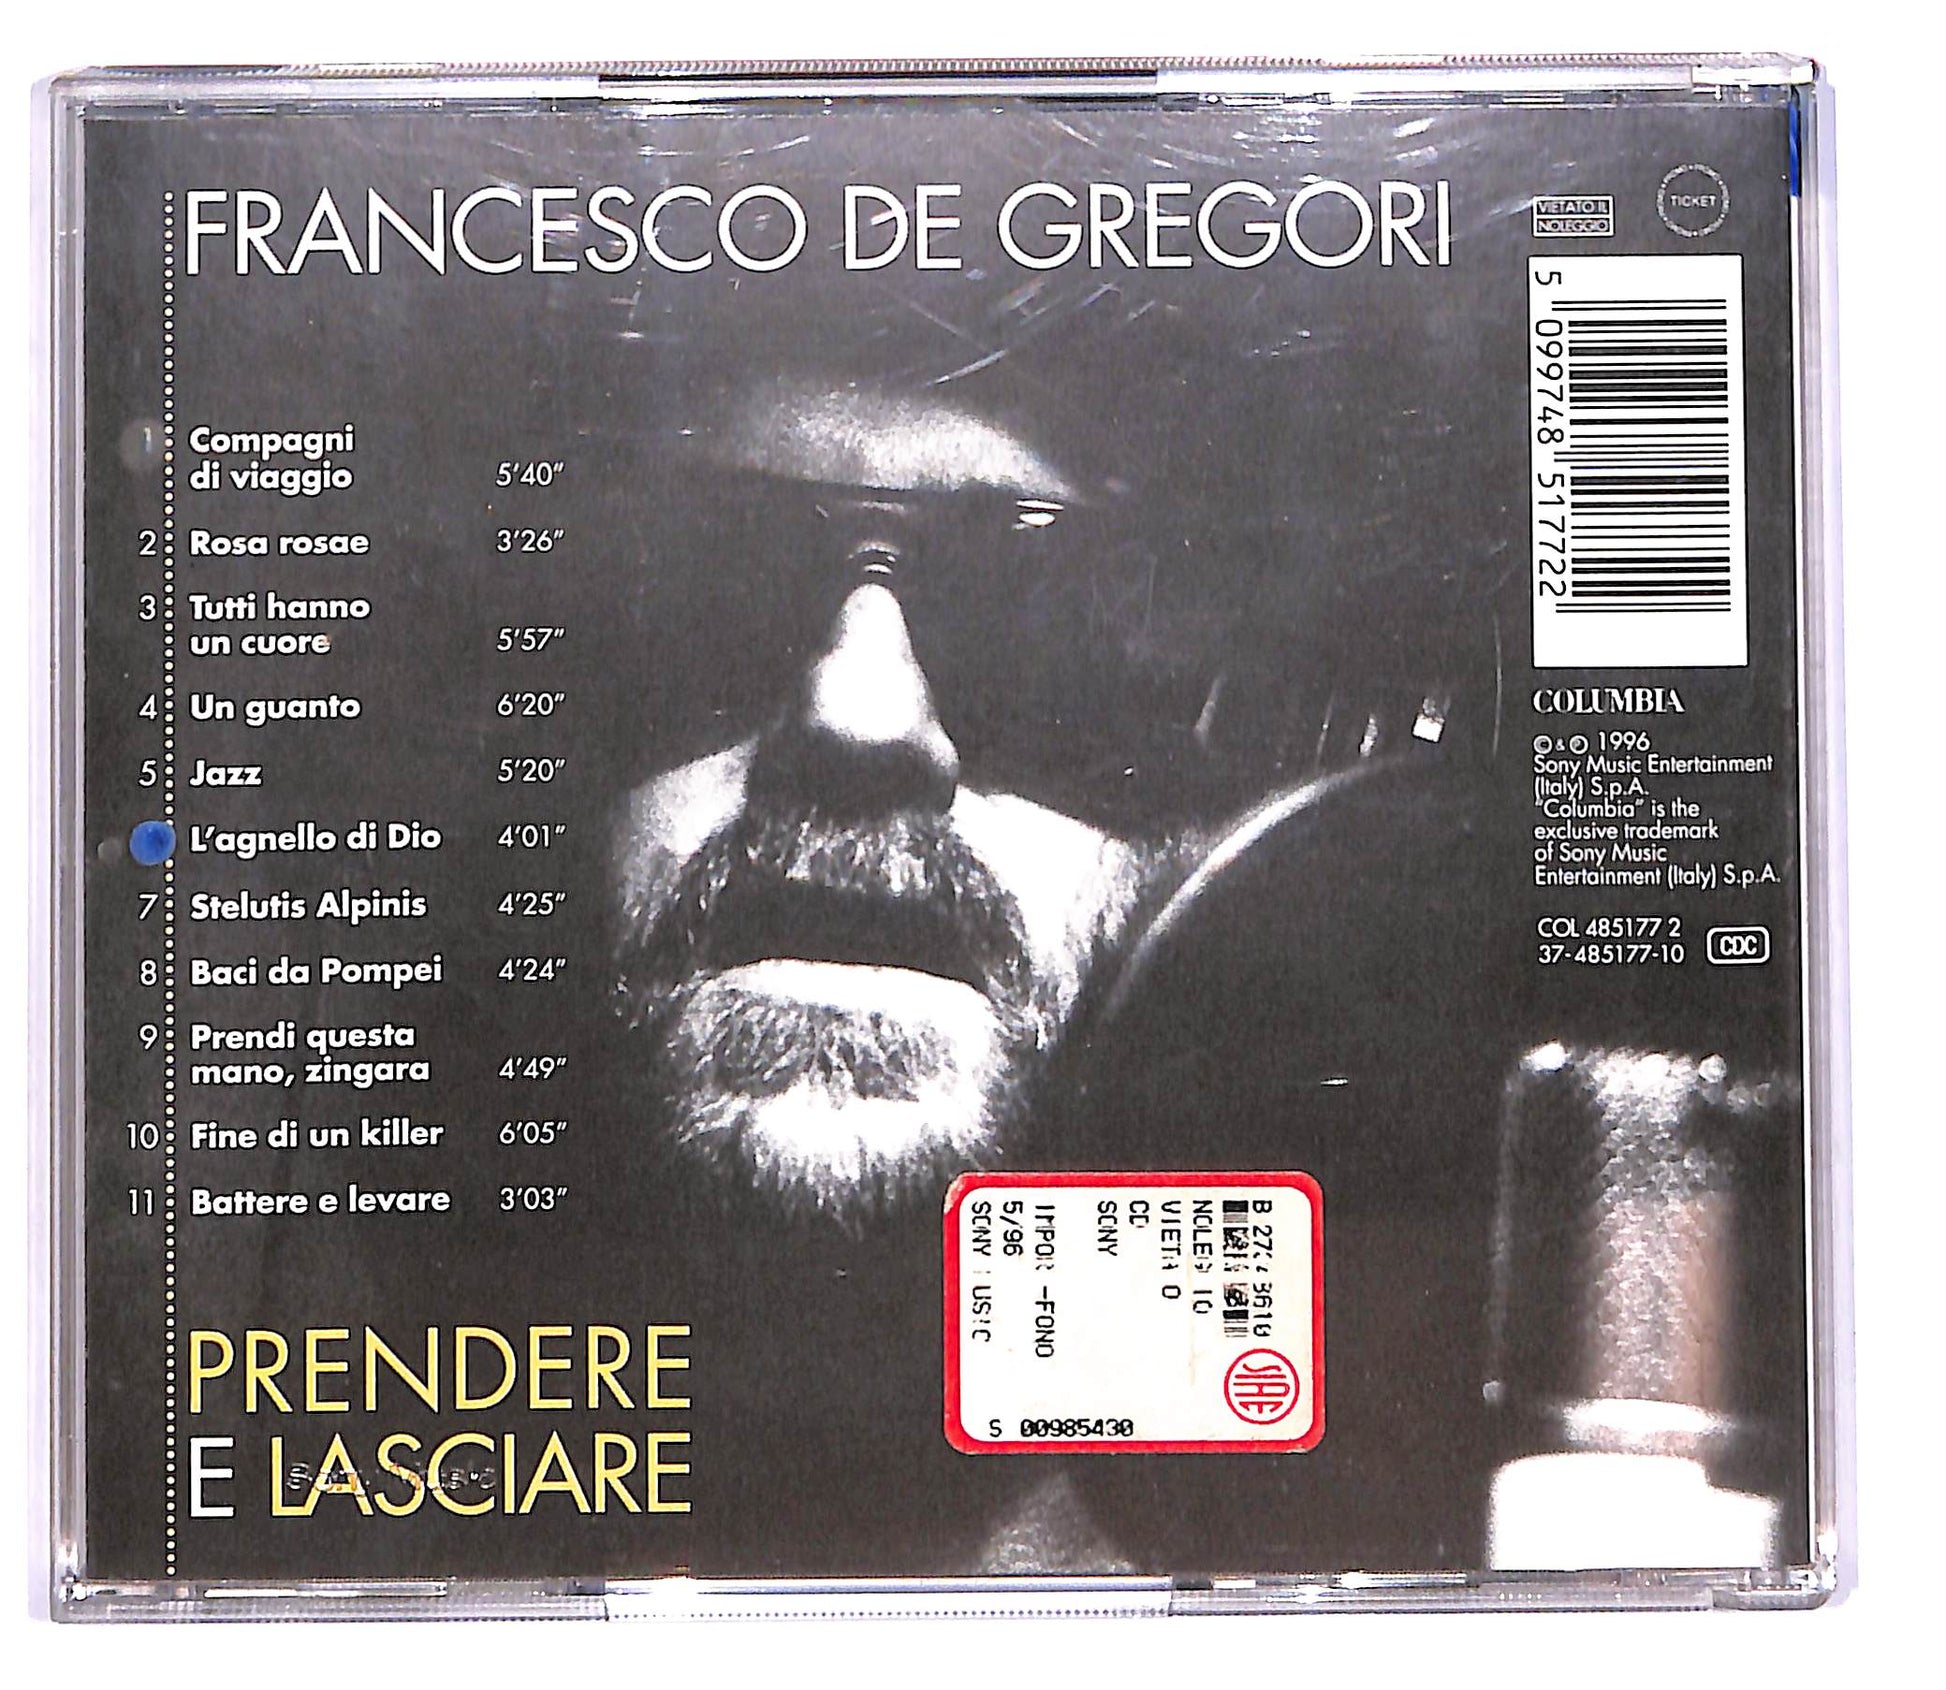 FRANCESCO DE GREGORI
VIETATO IL
NOLEGGIO
TICKET
1 Compagni
di viaggio 5'40"
2 Rosa rosae 3'26"
3 Tutti hanno
un cuore 5'57"
4 Un guanto 6'20"
5 Jazz 5'20"
L'agnello di Dio 4'01"
7 Stelutis Alpinis 4'25"
8 Baci da Pompei 4'24"
9 Prendi questa
mano, zingara 4'49"
10 Fine di un killer 6'05"
11 Battere e levare 3'03"
PRENDERE
E LASCIARE
5 099748 517722
COLUMBIA
© & ℗ 1996
Sony Music Entertainment
(Italy) S.p.A.
"Columbia" is the
exclusive trademark
of Sony Music
Entertainment (Italy) S.p.A.
COL 485177 2
37-485177-10
CDC
CD
SONY
5/96
SONY
SIAE
S 00985430